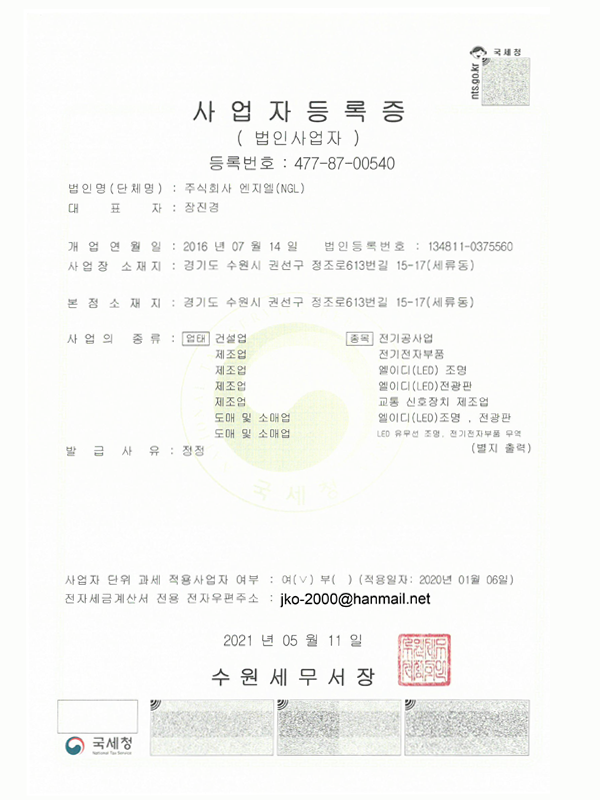 국세청
nts.go.kr
사업자등록증
( 법인사업자 )
등록번호 : 477-87-00540
법인명(단체명) : 주식회사 엔지엘(NGL)
대 표 자 : 장진경
개 업 연 월 일 : 2016 년 07 월 14 일 법인등록번호 : 134811-0375560
사업장 소재지 : 경기도 수원시 권선구 정조로613번길 15-17(세류동)
본점소재지 : 경기도 수원시 권선구 정조로613번길 15-17(세류동)
사업의 종류 : 업태 건설업 종목 전기공사업
제조업 전기전자부품
제조업 엘이디(LED) 조명
제조업 엘이디(LED)전광판
제조업 교통 신호장치 제조업
도매 및 소매업 엘이디(LED)조명 , 전광판
도매 및 소매업 LED 유무선 조명, 전기전자부품 무역
(별지 출력)
발 급 사 유 : 정정
국세청
사업자 단위 과세 적용사업자 여부 : 여(∨) 부( ) (적용일자: 2020년 01월 06일)
전자세금계산서 전용 전자우편주소 : jko-2000@hanmail.net
2021 년 05 월 11 일
수원세무서장
국세청
National Tax Service